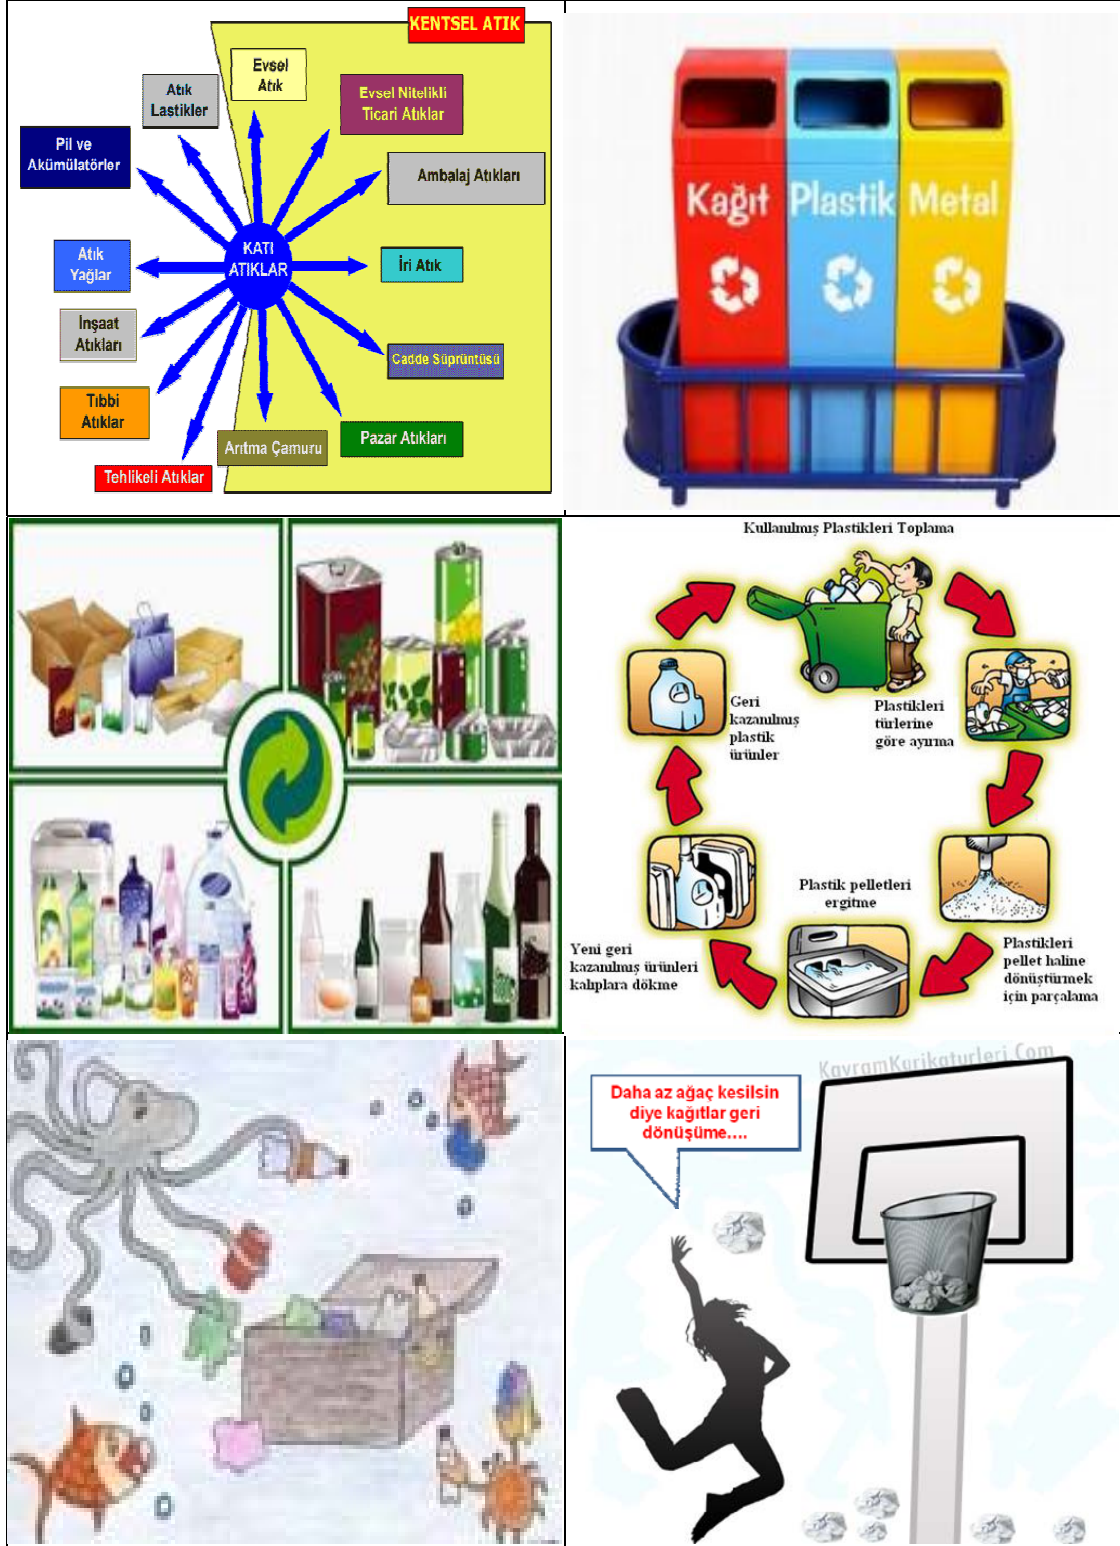 KENTSEL ATIK
Evsel
Atık
Atık
Lastikler
Evsel Nitelikli
Ticari Atıklar
Pil ve
Akümülatörler
Ambalaj Atıkları
KATI
ATIKLAR
Atık
Yağlar
İri Atık
İnşaat
Atıkları
Cadde Süprüntüsü
Tıbbi
Atıklar
Pazar Atıkları
Arıtma Çamuru
Tehlikeli Atıklar
Kağıt
Plastik
Metal
Kullanılmış Plastikleri Toplama
Geri
kazanılmış
plastik
ürünler
Plastikleri
türlerine
göre ayırma
Plastik pelletleri
ergitme
Yeni geri
kazanılmış ürünleri
kalıplara dökme
Plastikleri
pellet haline
dönüştürmek
için parçalama
KavramKarikaturleri.Com
Daha az ağaç kesilsin
diye kağıtlar geri
dönüşüme....